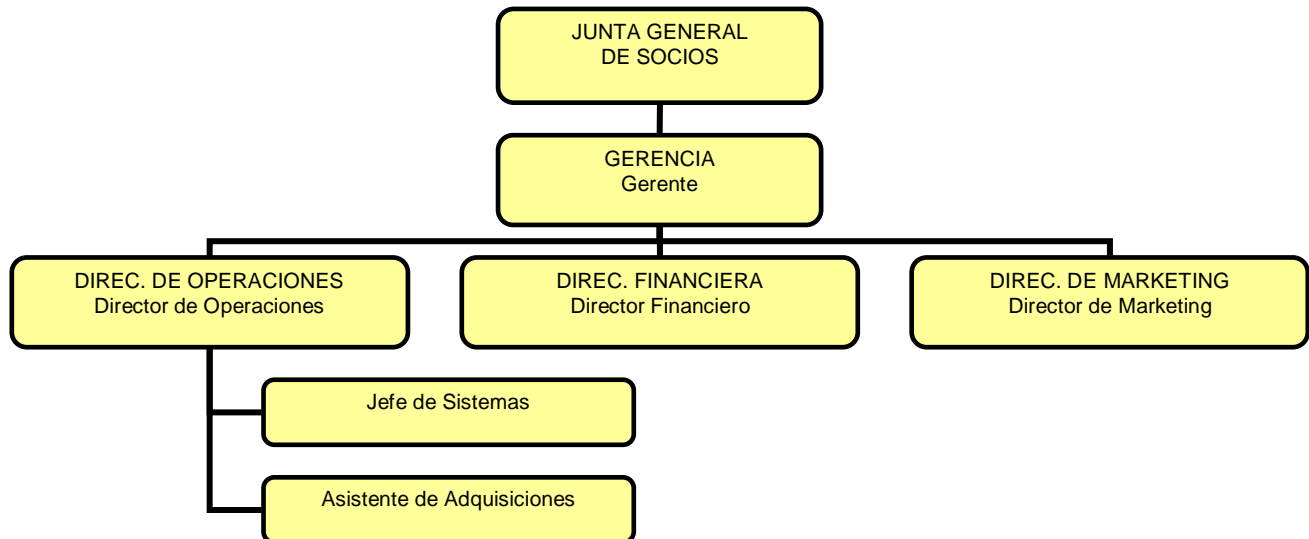 JUNTA GENERAL
DE SOCIOS
GERENCIA
Gerente
DIREC. DE OPERACIONES
Director de Operaciones
DIREC. FINANCIERA
Director Financiero
DIREC. DE MARKETING
Director de Marketing
Jefe de Sistemas
Asistente de Adquisiciones